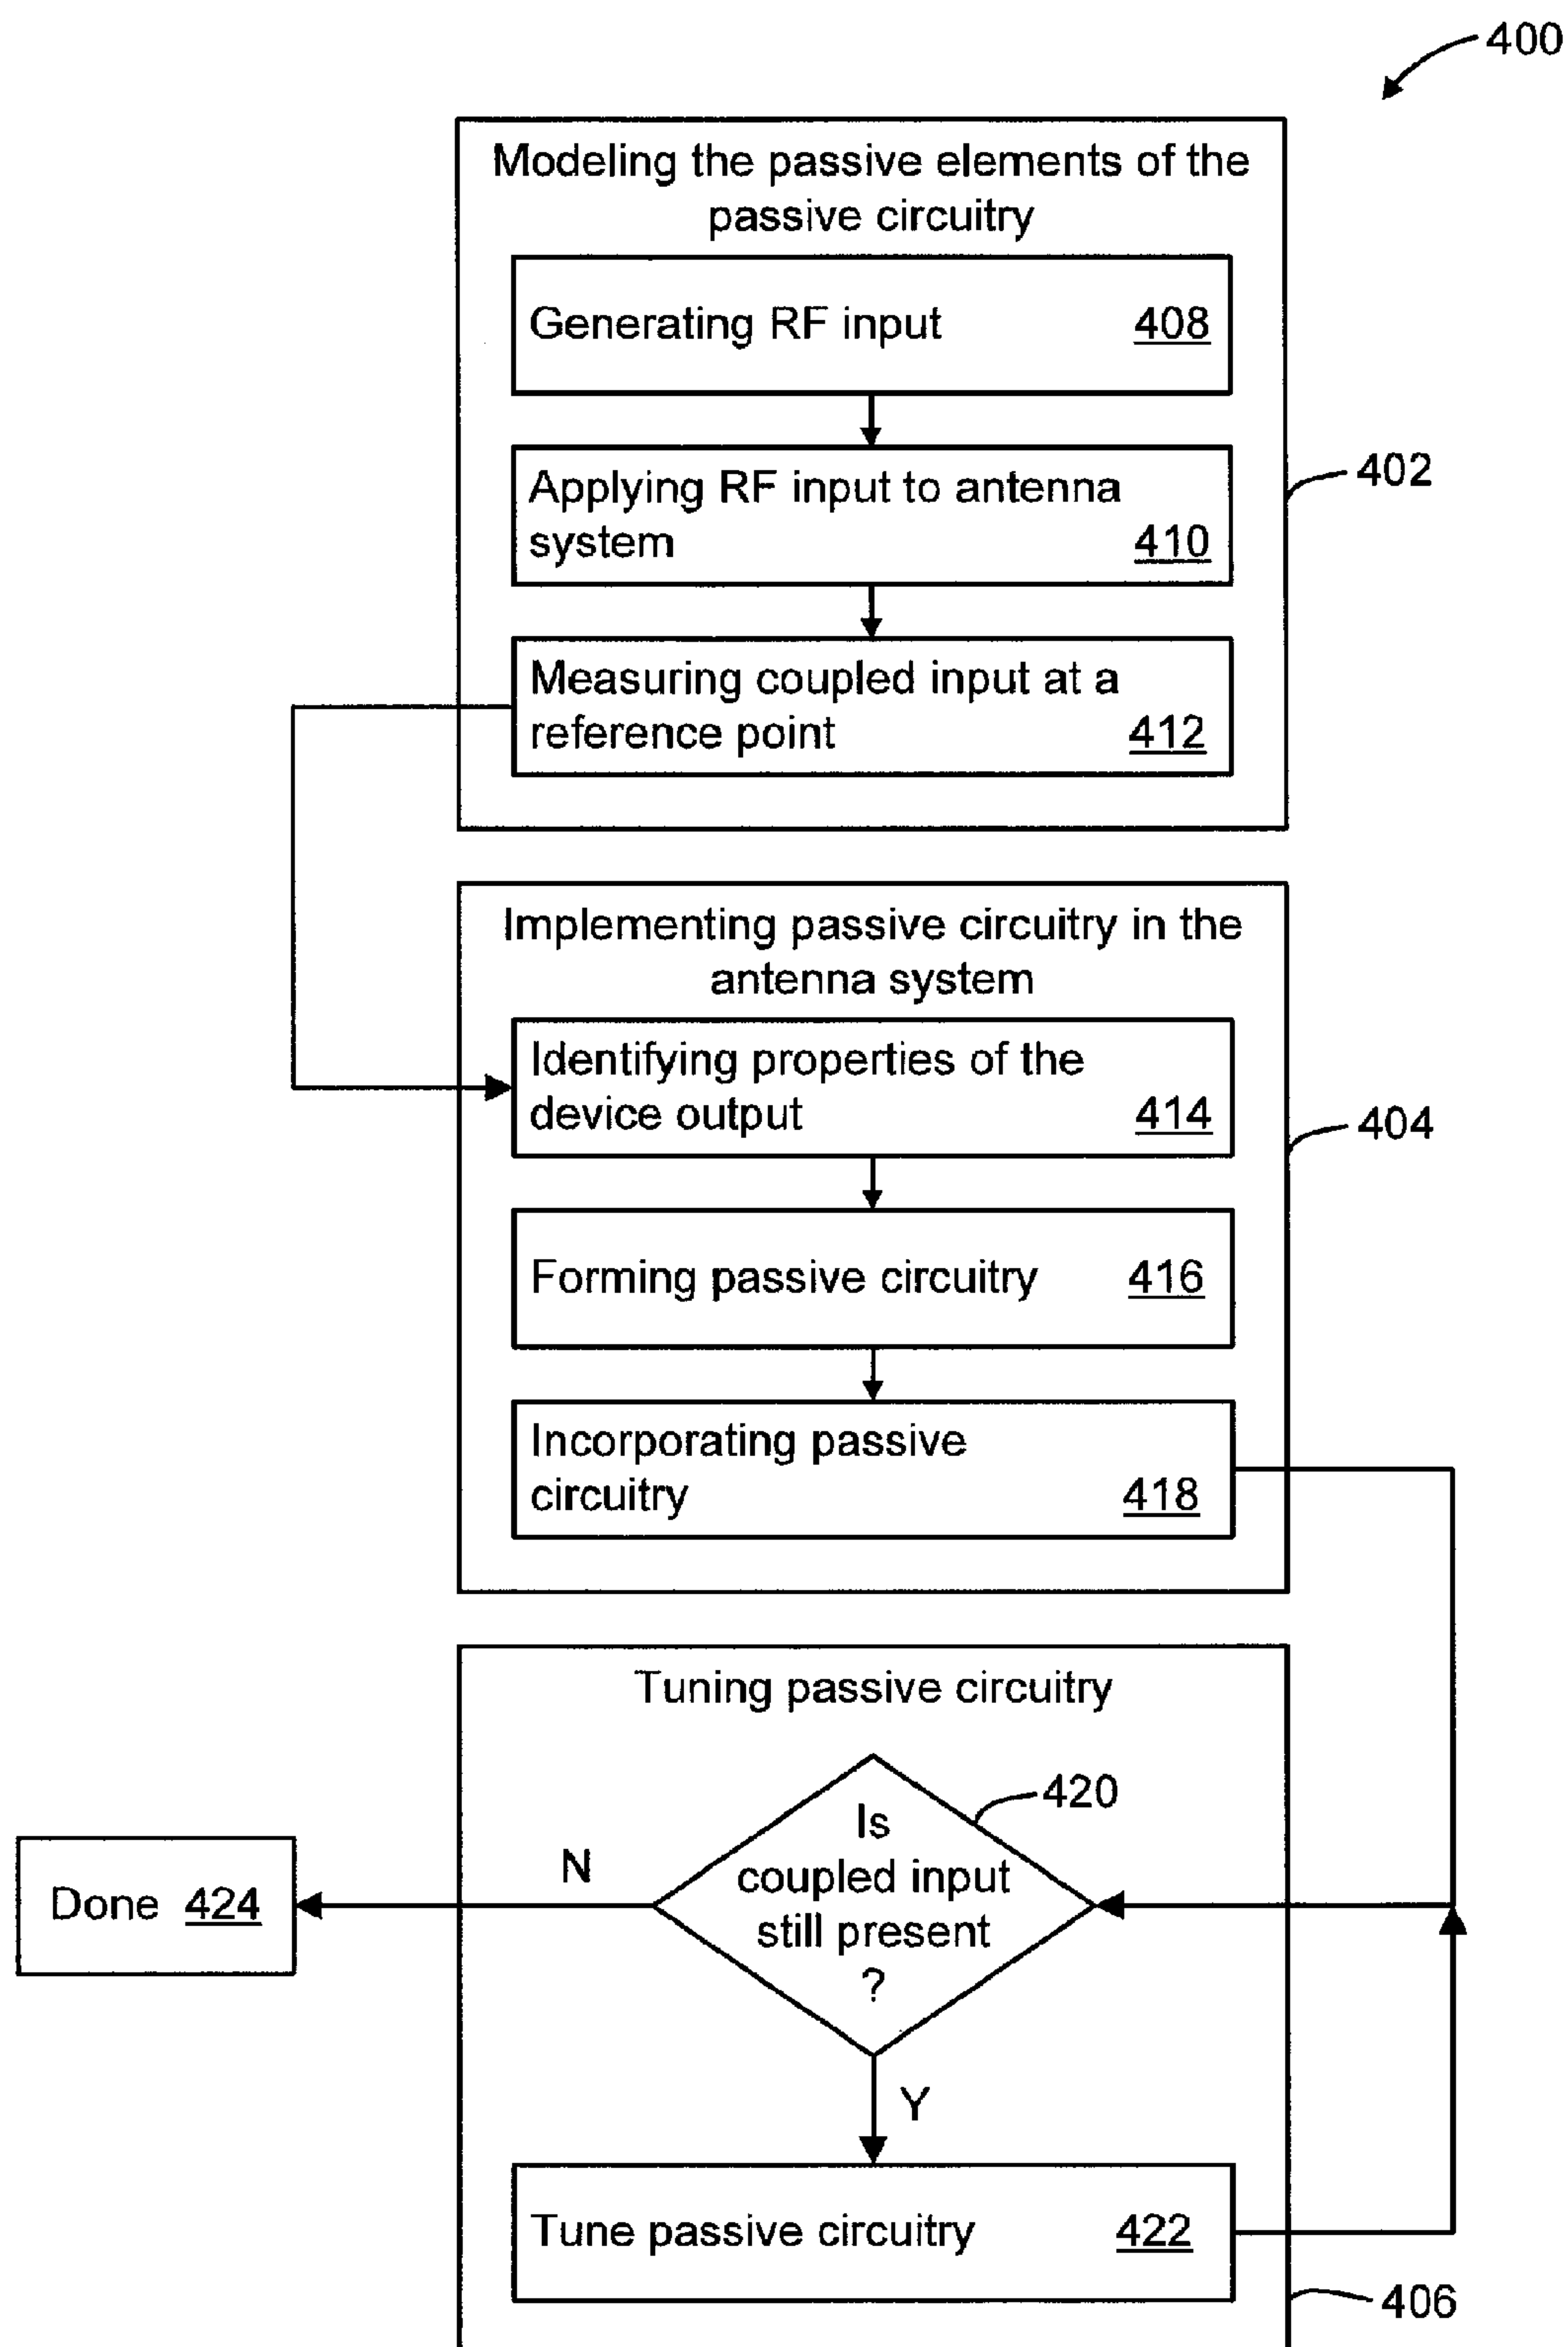 400
Modeling the passive elements of the
passive circuitry
Generating RF input 408
Applying RF input to antenna
system 410
402
Measuring coupled input at a
reference point 412
Implementing passive circuitry in the
antenna system
Identifying properties of the
device output 414
404
Forming passive circuitry 416
Incorporating passive
circuitry 418
Tuning passive circuitry
420
Is
coupled input
still present
?
N
Done 424
Y
Tune passive circuitry 422
406